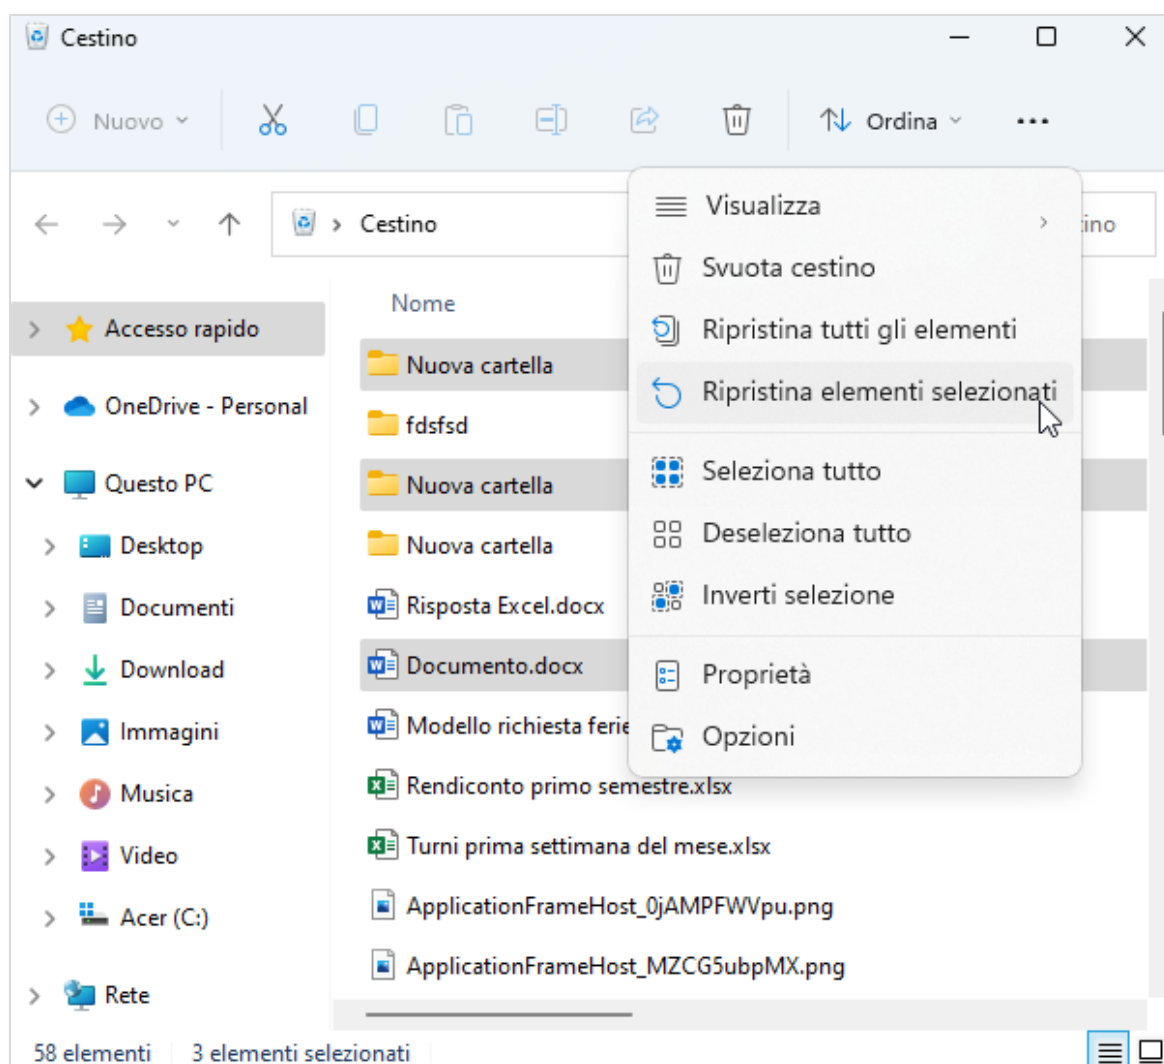 Cestino
Nuovo
Ordina
Cestino
ino
Visualizza
Svuota cestino
Ripristina tutti gli elementi
Ripristina elementi selezionati
Seleziona tutto
Deseleziona tutto
Inverti selezione
Proprietà
Opzioni
Accesso rapido
OneDrive - Personal
Questo PC
Desktop
Documenti
Download
Immagini
Musica
Video
Acer (C:)
Rete
Nome
Nuova cartella
fdsfsd
Nuova cartella
Nuova cartella
Risposta Excel.docx
Documento.docx
Modello richiesta ferie
Rendiconto primo semestre.xlsx
Turni prima settimana del mese.xlsx
ApplicationFrameHost_0jAMPFWVpu.png
ApplicationFrameHost_MZCG5ubpMX.png
58 elementi 3 elementi selezionati